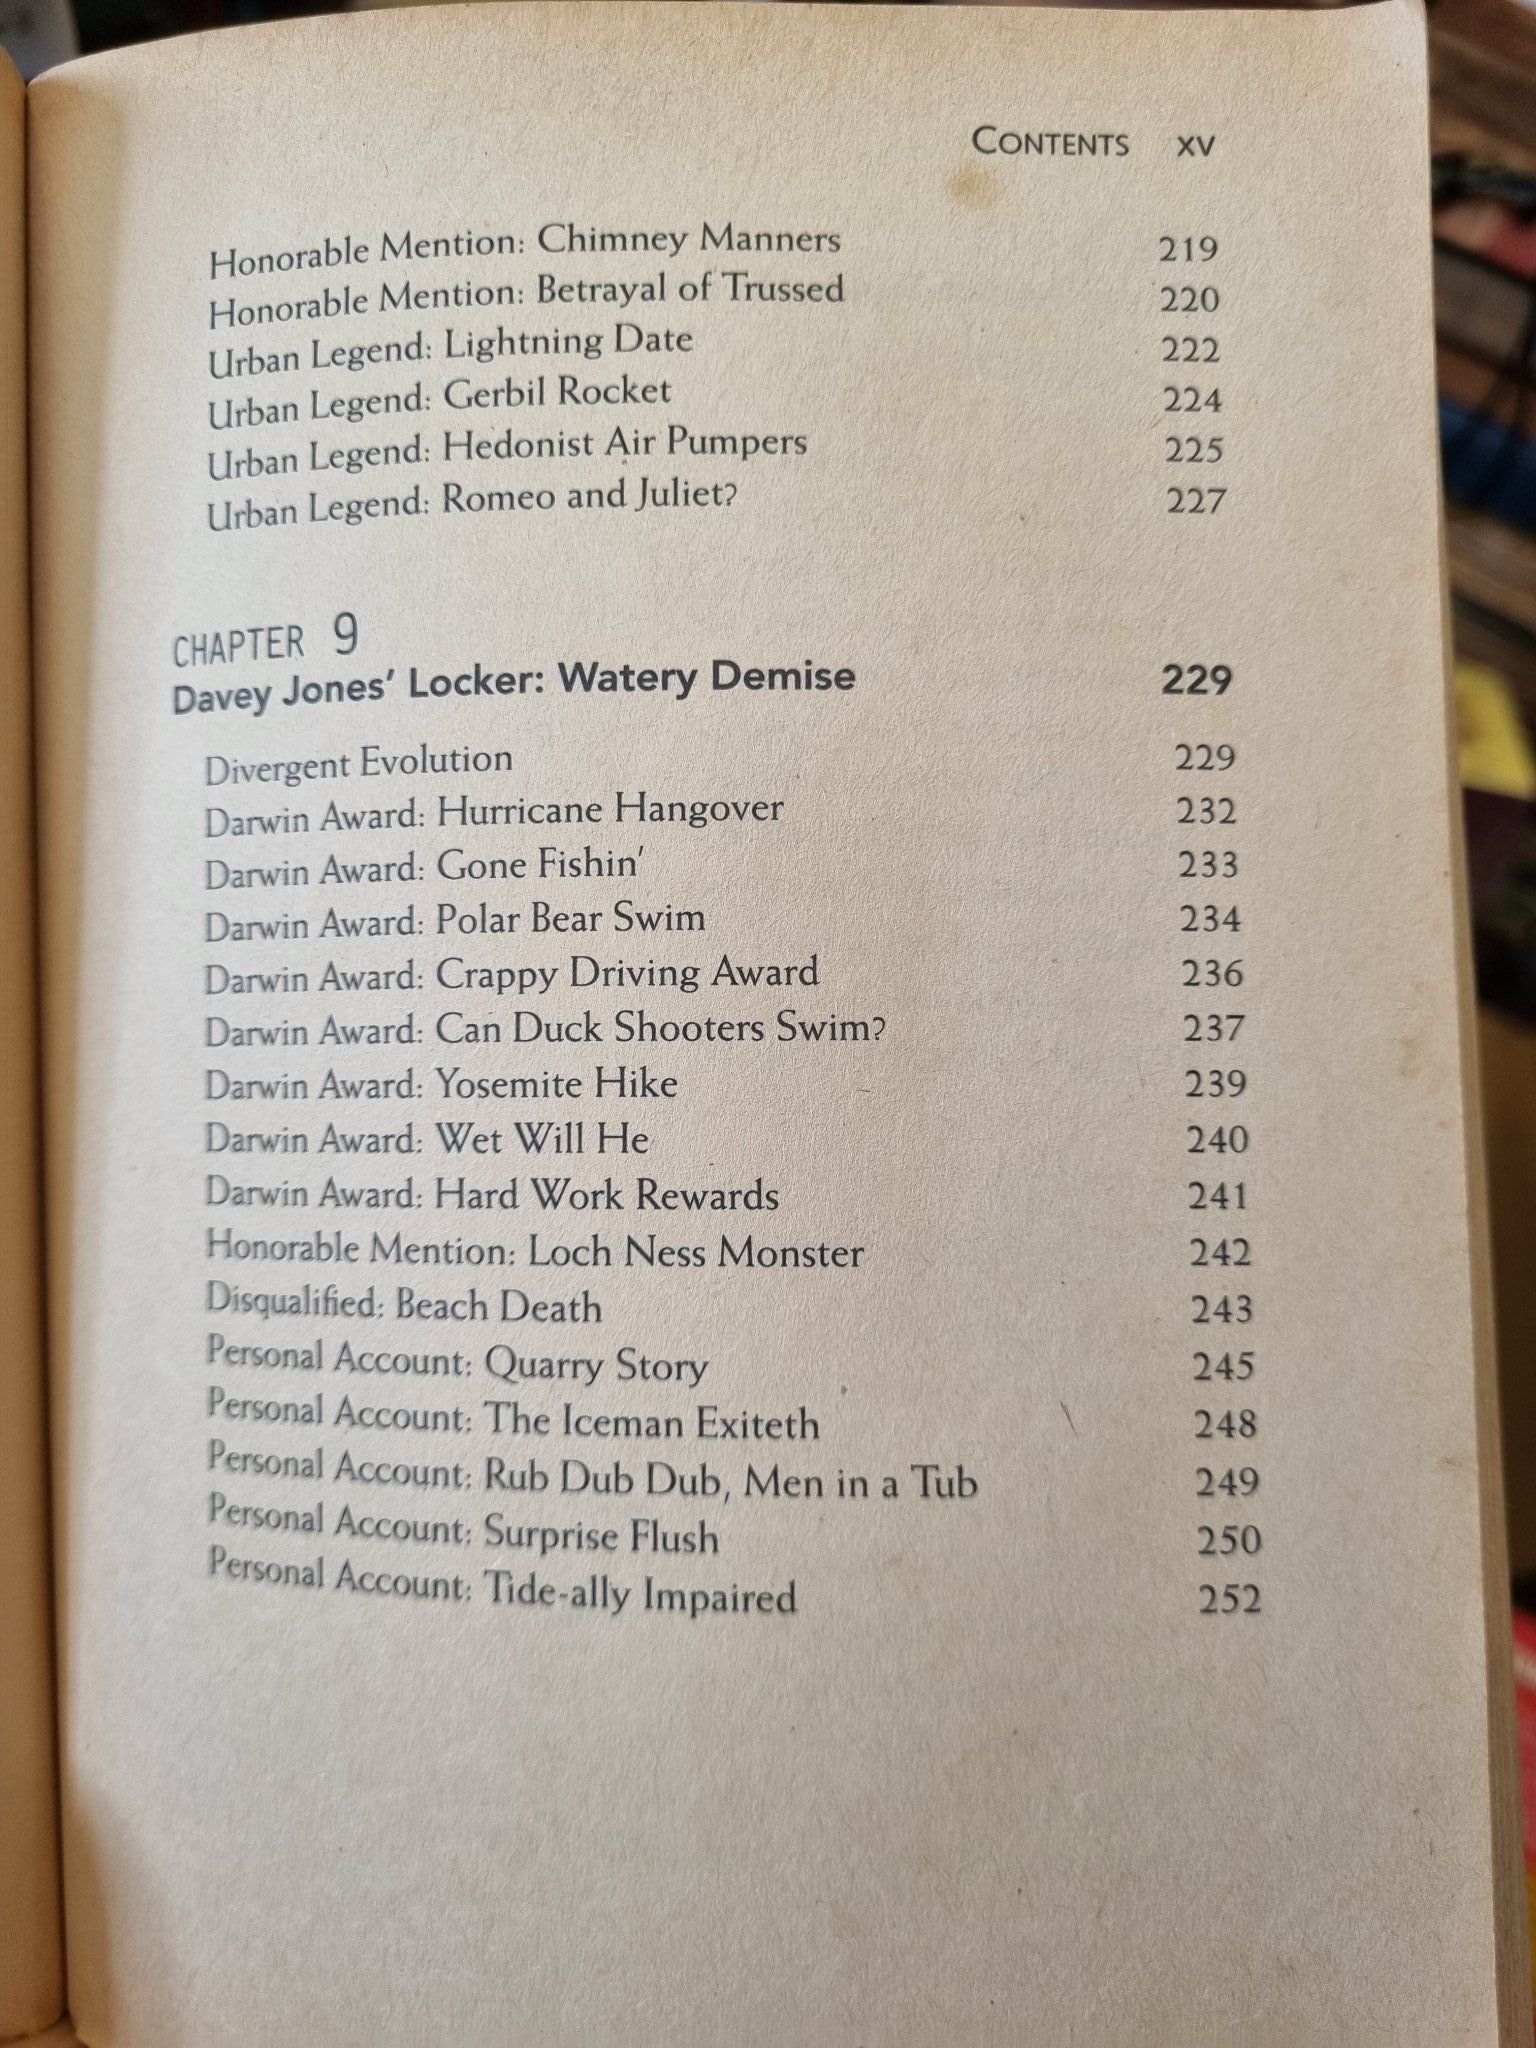 CONTENTS xv
Honorable Mention: Chimney Manners 219
Honorable Mention: Betrayal of Trussed 220
Urban Legend: Lightning Date 222
Urban Legend: Gerbil Rocket 224
Urban Legend: Hedonist Air Pumpers 225
Urban Legend: Romeo and Juliet? 227
CHAPTER 9
Davey Jones' Locker: Watery Demise 229
Divergent Evolution 229
Darwin Award: Hurricane Hangover 232
Darwin Award: Gone Fishin' 233
Darwin Award: Polar Bear Swim 234
Darwin Award: Crappy Driving Award 236
Darwin Award: Can Duck Shooters Swim? 237
Darwin Award: Yosemite Hike 239
Darwin Award: Wet Will He 240
Darwin Award: Hard Work Rewards 241
Honorable Mention: Loch Ness Monster 242
Disqualified: Beach Death 243
Personal Account: Quarry Story 245
Personal Account: The Iceman Exiteth 248
Personal Account: Rub Dub Dub, Men in a Tub 249
Personal Account: Surprise Flush 250
Personal Account: Tide-ally Impaired 252